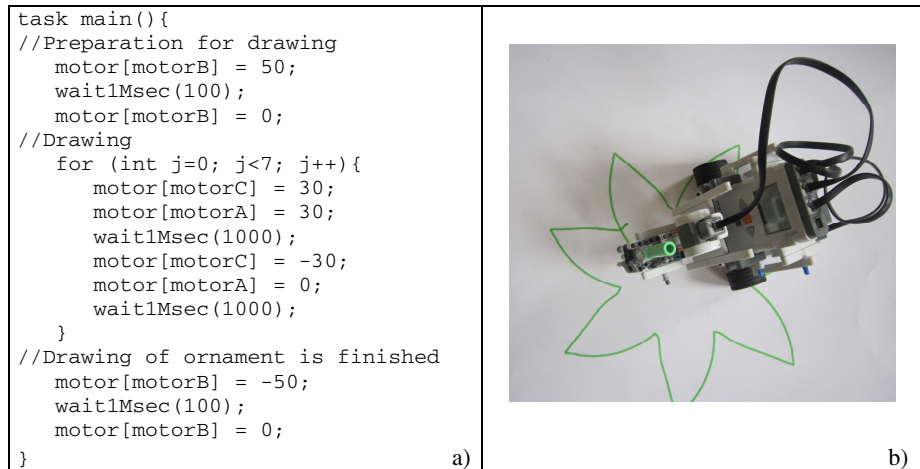 task main(){
//Preparation for drawing
motor[motorB] = 50;
wait1Msec(100);
motor[motorB] = 0;
//Drawing
for (int j=0; j<7; j++){
motor[motorC] = 30;
motor[motorA] = 30;
wait1Msec(1000);
motor[motorC] = -30;
motor[motorA] = 0;
wait1Msec(1000);
}
//Drawing of ornament is finished
motor[motorB] = -50;
wait1Msec(100);
motor[motorB] = 0;
}
a)
b)